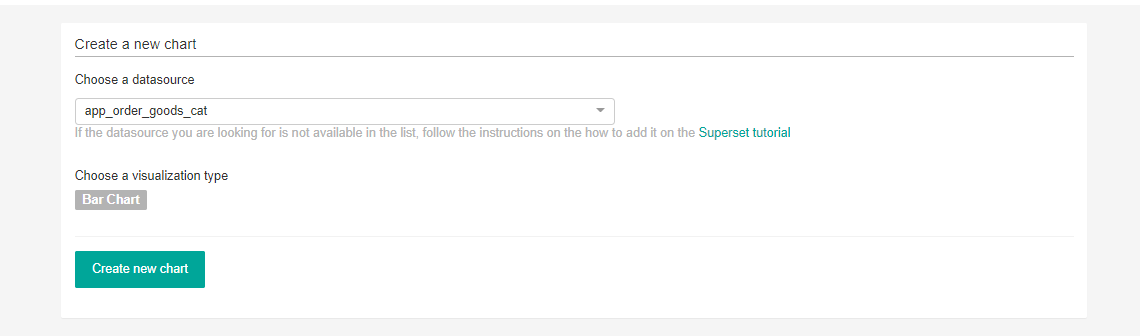 Create a new chart
Choose a datasource
app_order_goods_cat
If the datasource you are looking for is not available in the list, follow the instructions on the how to add it on the Superset tutorial
Choose a visualization type
Bar Chart
Create new chart